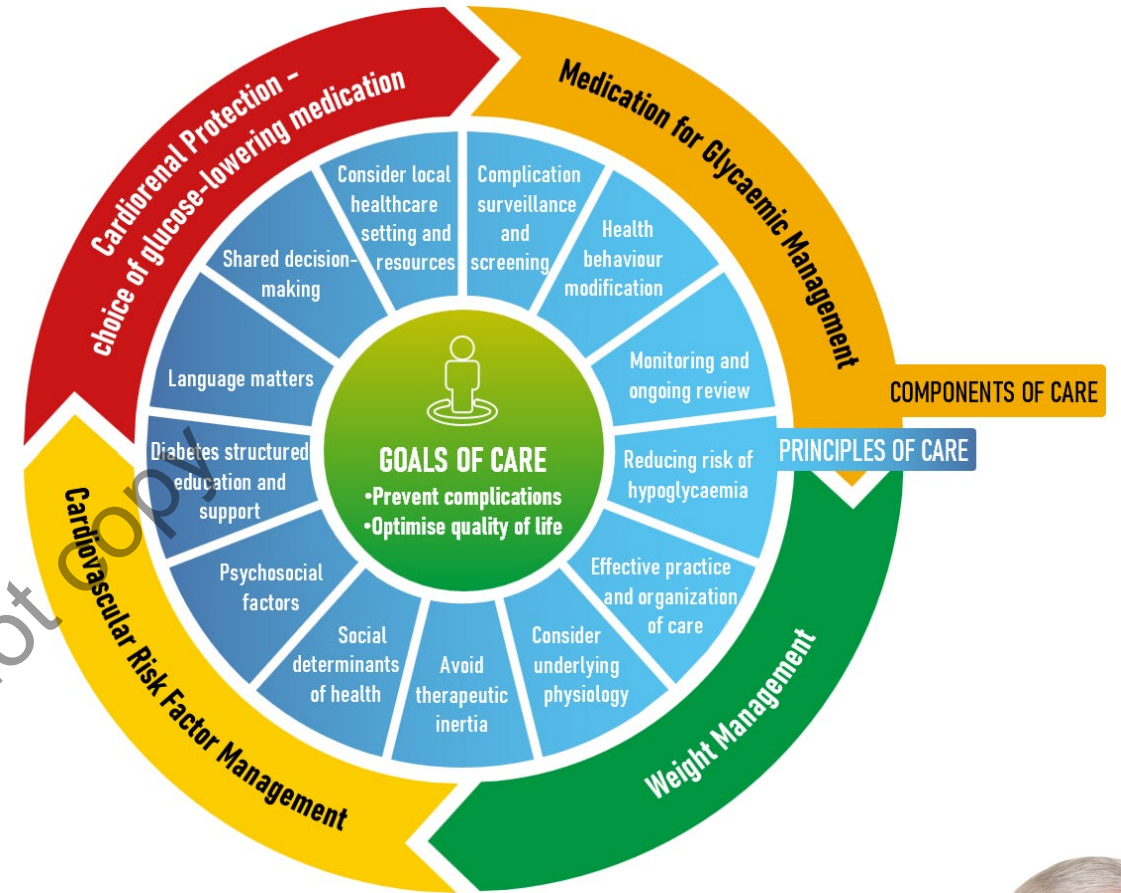 Cardiorenal Protection –
choice of glucose-lowering medication
Medication for Glycaemic Management
COMPONENTS OF CARE
PRINCIPLES OF CARE
Weight Management
Cardiovascular Risk Factor Management
Consider local
healthcare
setting and
resources
Complication
surveillance
and
screening
Health
behaviour
modification
Monitoring and
ongoing review
Reducing risk of
hypoglycaemia
Effective practice
and organization
of care
Consider
underlying
physiology
Avoid
therapeutic
inertia
Social
determinants
of health
Psychosocial
factors
Diabetes structured
education and
support
Language matters
Shared decision-
making
GOALS OF CARE
•Prevent complications
•Optimise quality of life
not copy